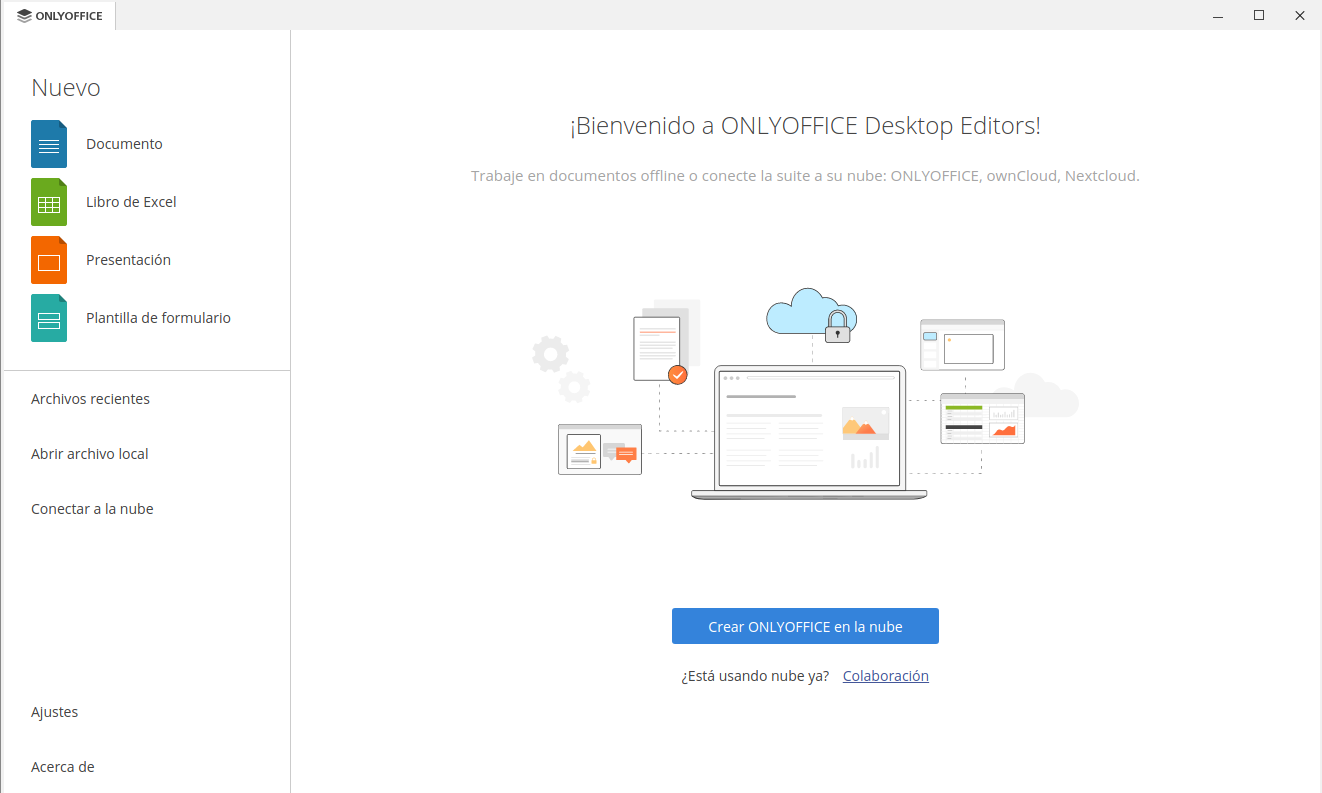 ONLYOFFICE
Nuevo
Documento
Libro de Excel
Presentación
Plantilla de formulario
Archivos recientes
Abrir archivo local
Conectar a la nube
Ajustes
Acerca de
¡Bienvenido a ONLYOFFICE Desktop Editors!
Trabaje en documentos offline o conecte la suite a su nube: ONLYOFFICE, ownCloud, Nextcloud.
Crear ONLYOFFICE en la nube
¿Está usando nube ya? Colaboración